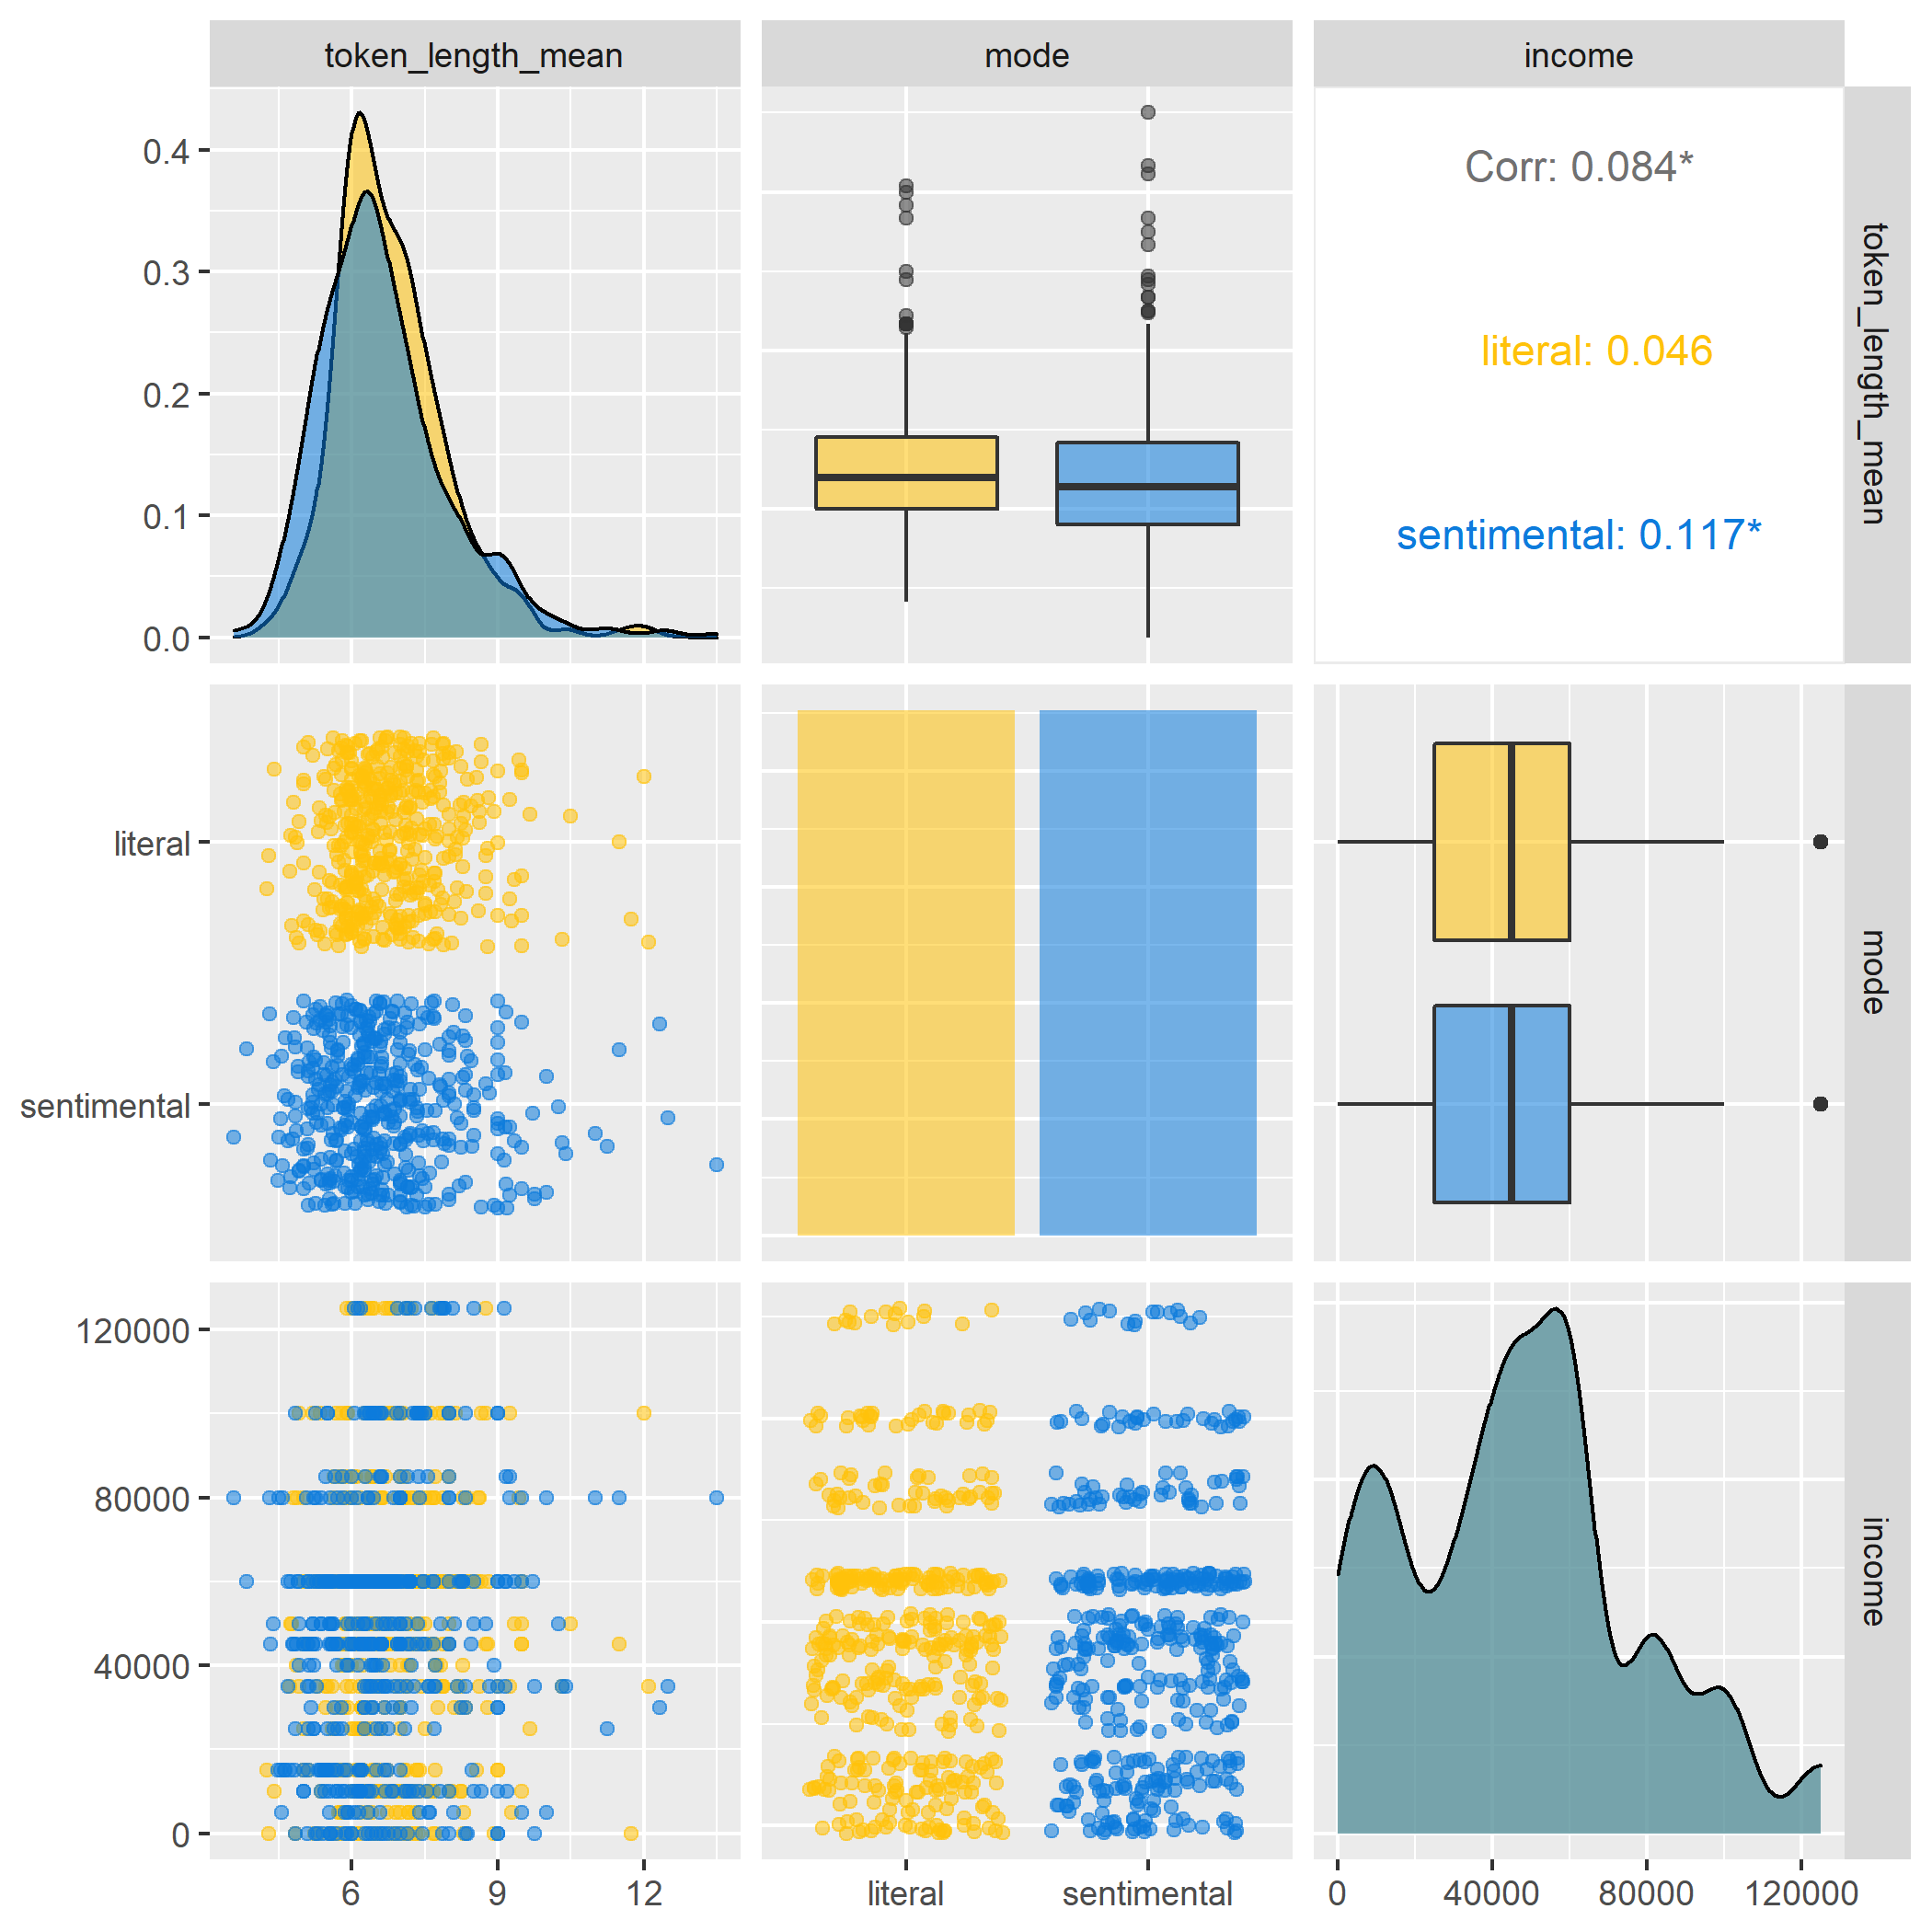 token_length_mean
mode
income
0.4
0.3
0.2
0.1
0.0
Corr: 0.084*
literal: 0.046
sentimental: 0.117*
token_length_mean
literal
sentimental
mode
120000
80000
40000
0
income
6
9
12
literal
sentimental
0
40000
80000
120000